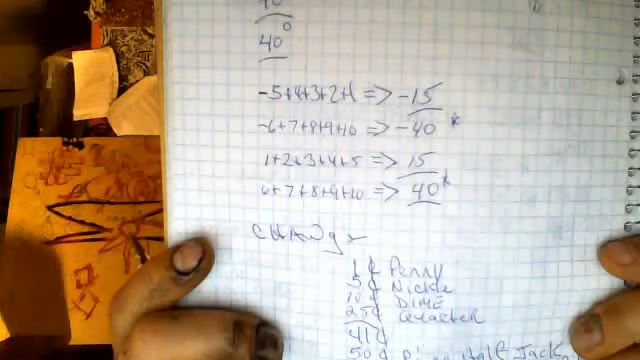 40°
-5+4+3+2+1 => -15
-6+7+8+9+10 => -40 *
1+2+3+4+5 => 15
6+7+8+9+10 => 40*
CHANge
1¢ Penny
5¢ Nickle
10¢ DIME
25¢ Quarter
41¢
50¢ Jack